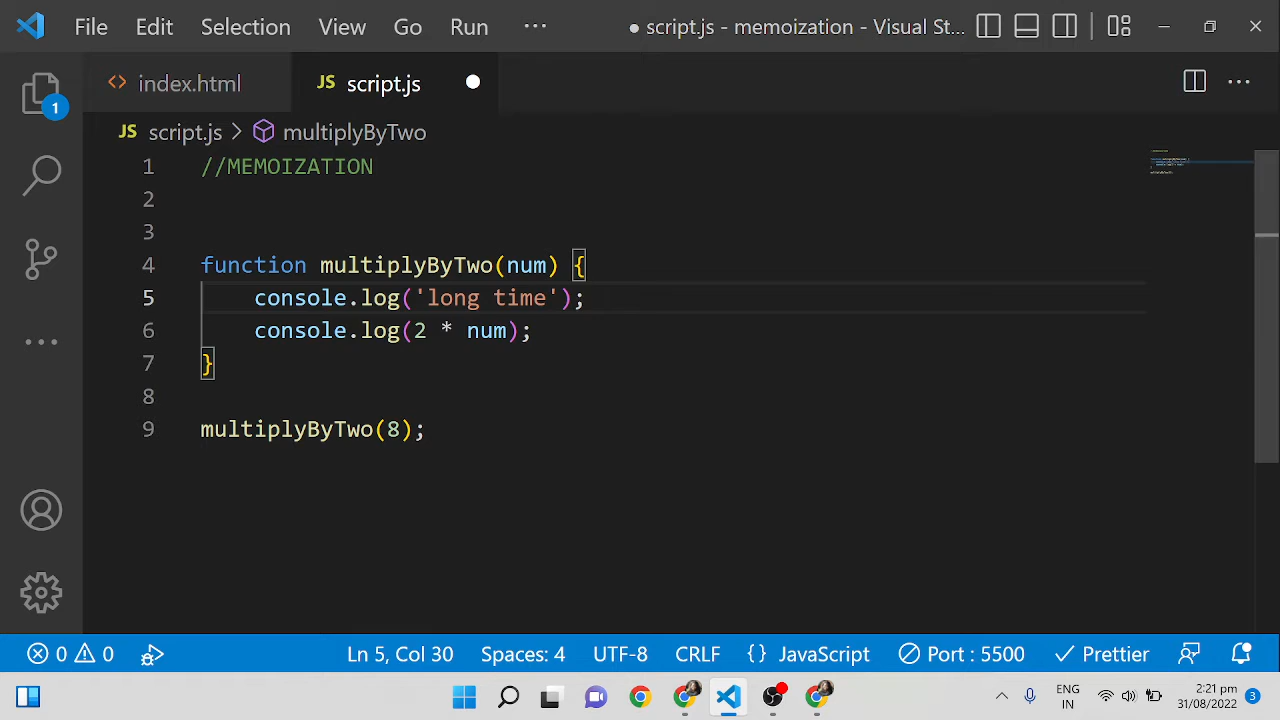 File Edit Selection View Go Run ··· ● script.js - memoization - Visual St...
<> index.html JS script.js ●
1
JS script.js > multiplyByTwo
1 //MEMOIZATION
2
3
4 function multiplyByTwo(num) {
5 console.log('long time');
6 console.log(2 * num);
7 }
8
9 multiplyByTwo(8);
0 0 Ln 5, Col 30 Spaces: 4 UTF-8 CRLF {} JavaScript Port : 5500 Prettier
ENG
IN
2:21 pm
31/08/2022
3